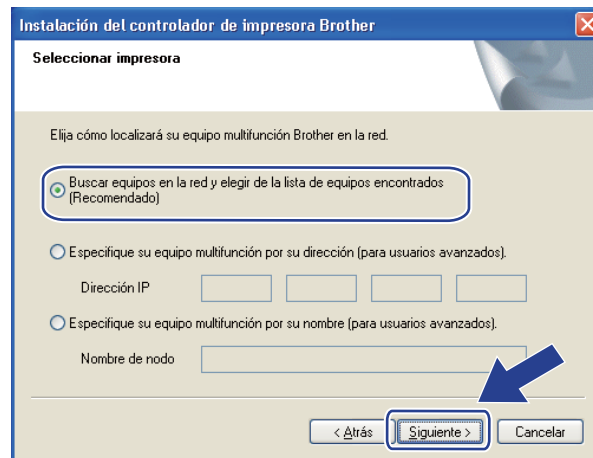 Instalación del controlador de impresora Brother
Seleccionar impresora
Elija cómo localizará su equipo multifunción Brother en la red.
Buscar equipos en la red y elegir de la lista de equipos encontrados
(Recomendado)
Especifique su equipo multifunción por su dirección (para usuarios avanzados).
Dirección IP
Especifique su equipo multifunción por su nombre (para usuarios avanzados).
Nombre de nodo
< Atrás Siguiente > Cancelar